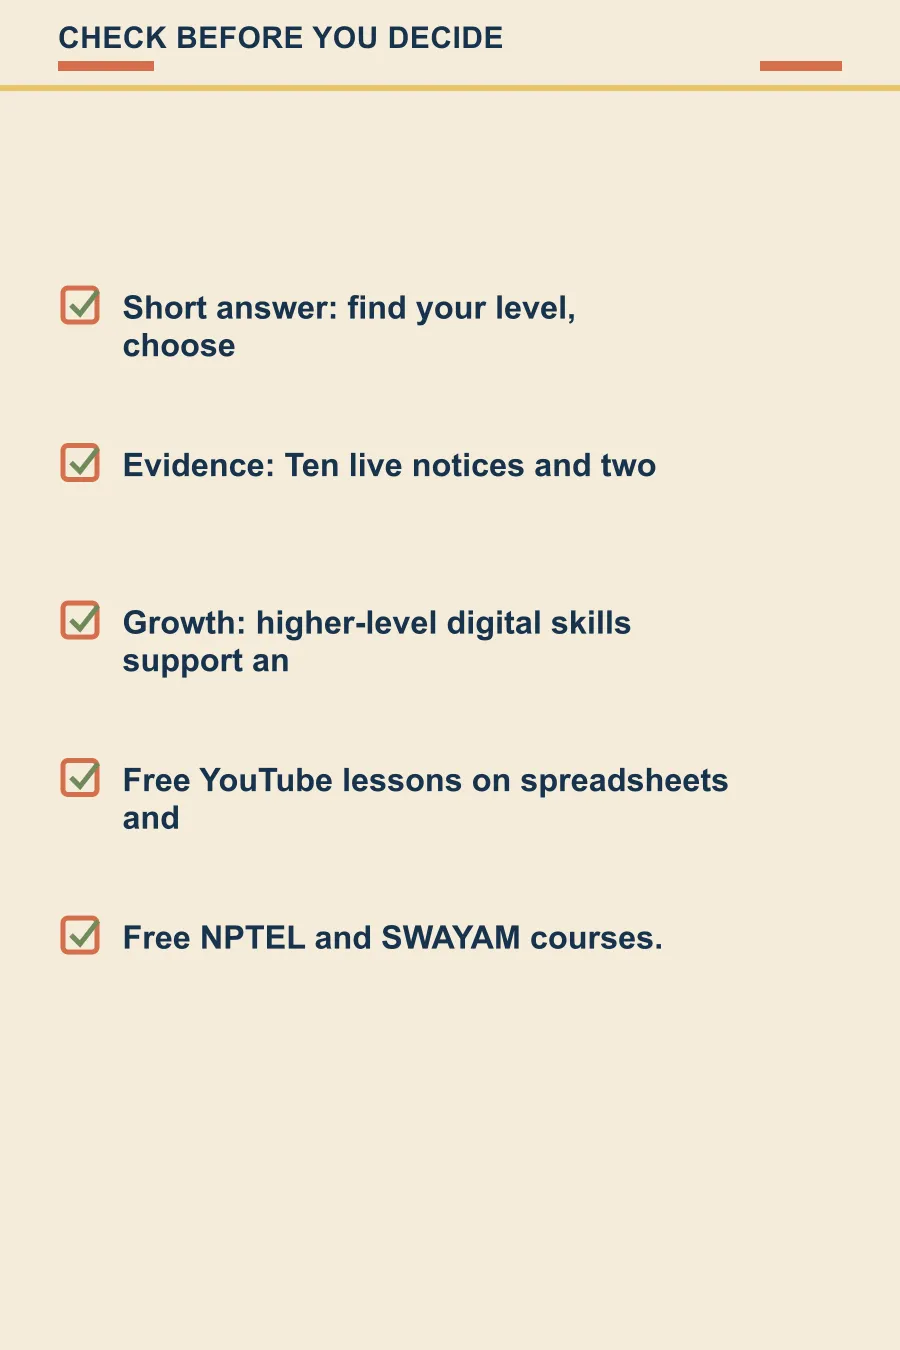 CHECK BEFORE YOU DECIDE
Short answer: find your level,
choose
Evidence: Ten live notices and two
Growth: higher-level digital skills
support an
Free YouTube lessons on spreadsheets
and
Free NPTEL and SWAYAM courses.